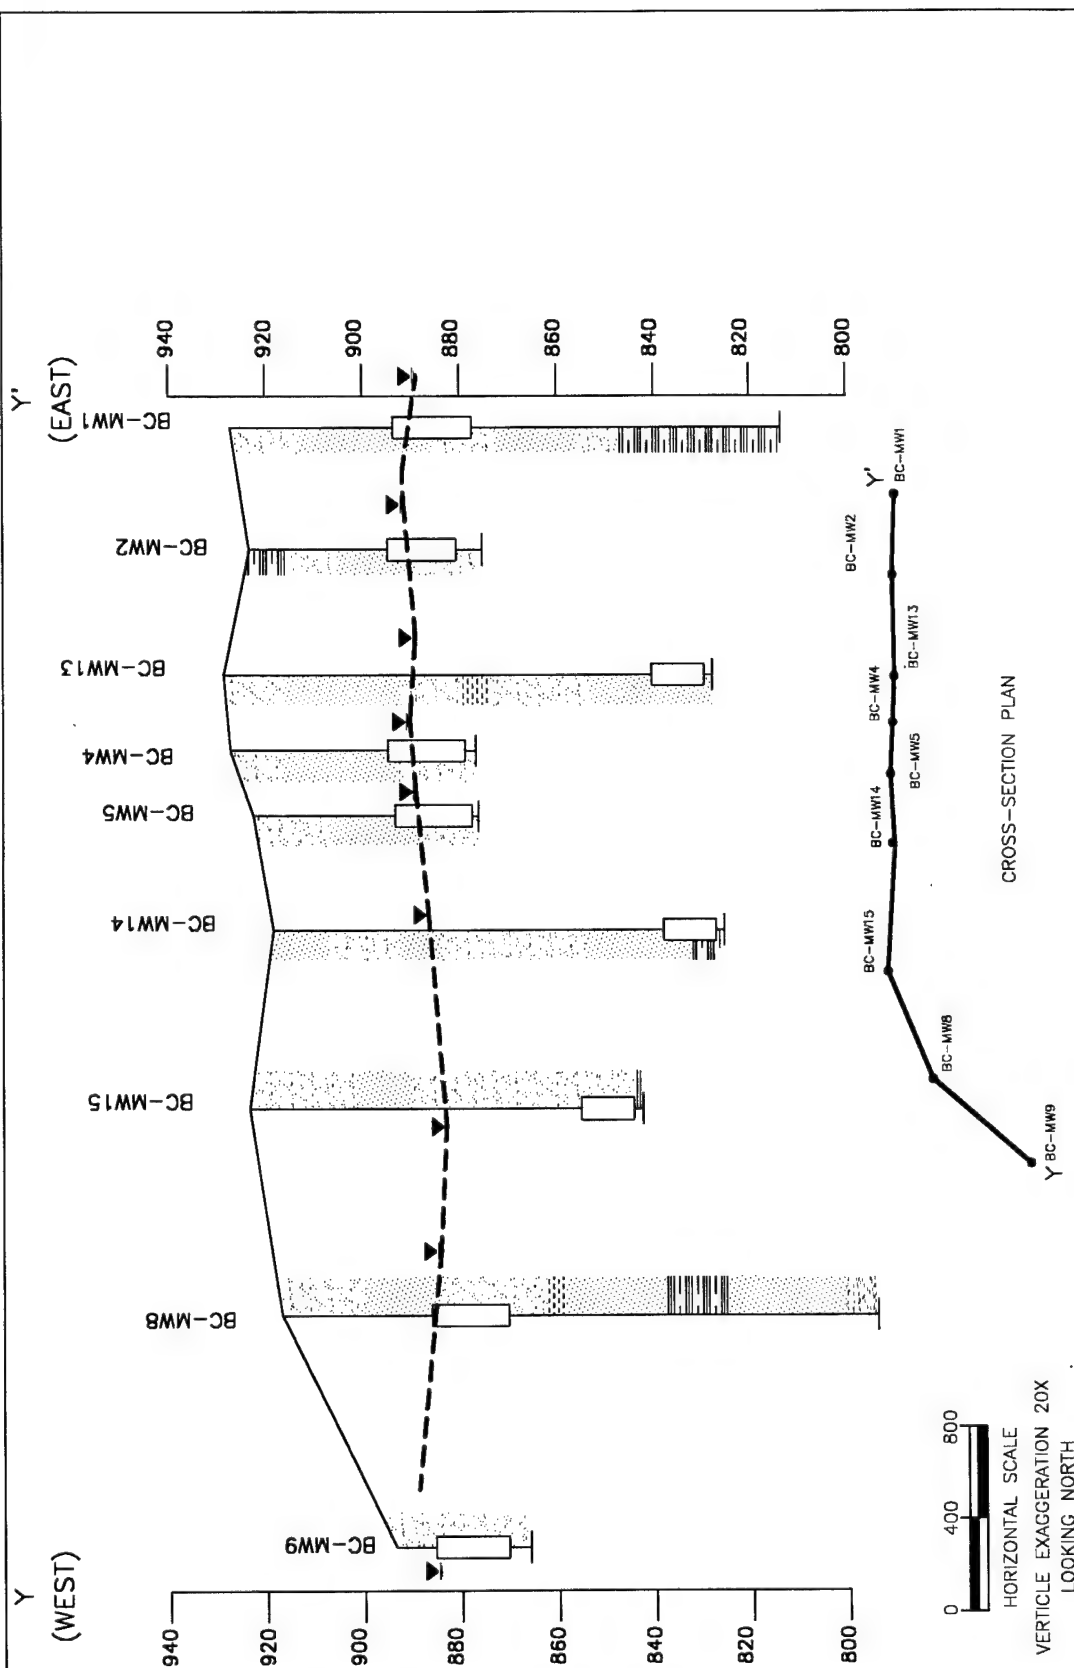 Y
(WEST)
Y'
(EAST)
BC-MW9
BC-MW8
BC-MW15
BC-MW14
BC-MW5
BC-MW4
BC-MW13
BC-MW2
BC-MW1
940
920
900
880
860
840
820
800
940
920
900
880
860
840
820
800
0 400 800
HORIZONTAL SCALE
VERTICLE EXAGGERATION 20X
LOOKING NORTH
Y
BC-MW9
BC-MW8
BC-MW15
BC-MW14
BC-MW5
BC-MW4
BC-MW13
BC-MW2
Y'
BC-MW1
CROSS-SECTION PLAN